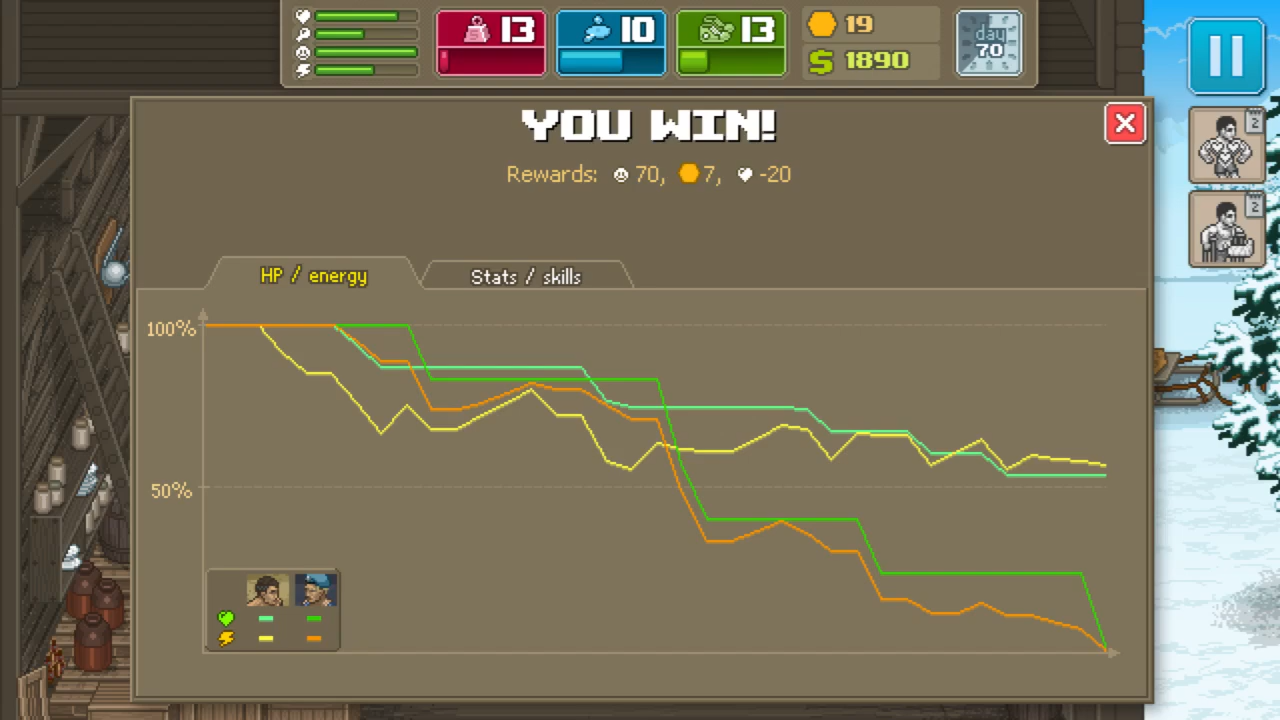 13
10
13
19
1890
day
70
YOU WIN!
Rewards: 70, 7, -20
2
2
HP / energy
Stats / skills
100%
50%